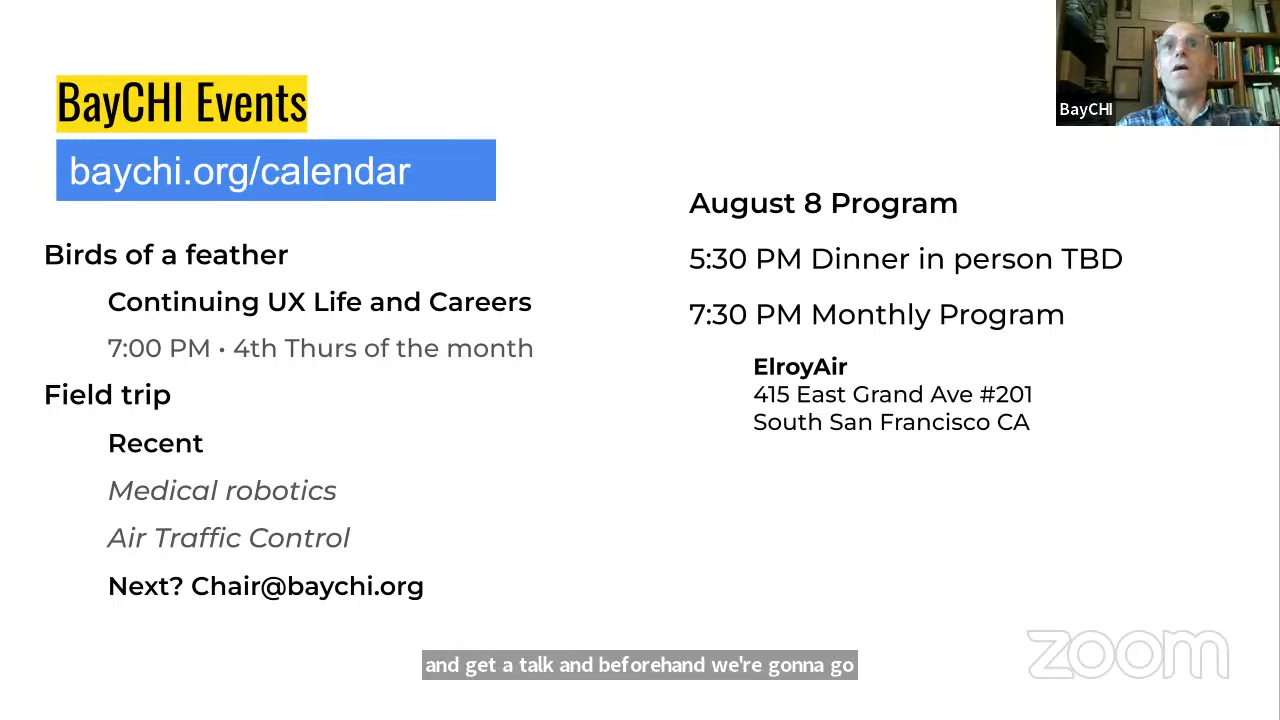 BayCHI Events
baychi.org/calendar
Birds of a feather
Continuing UX Life and Careers
7:00 PM • 4th Thurs of the month
Field trip
Recent
Medical robotics
Air Traffic Control
Next? Chair@baychi.org
August 8 Program
5:30 PM Dinner in person TBD
7:30 PM Monthly Program
ElroyAir
415 East Grand Ave #201
South San Francisco CA
BayCHI
and get a talk and beforehand we're gonna go
zoom